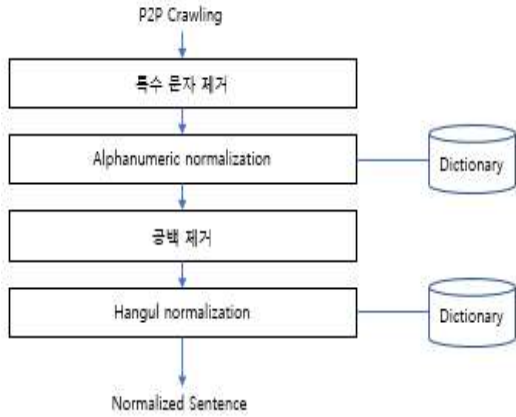 P2P Crawling
특수 문자 제거
Alphanumeric normalization
Dictionary
공백 제거
Hangul normalization
Dictionary
Normalized Sentence